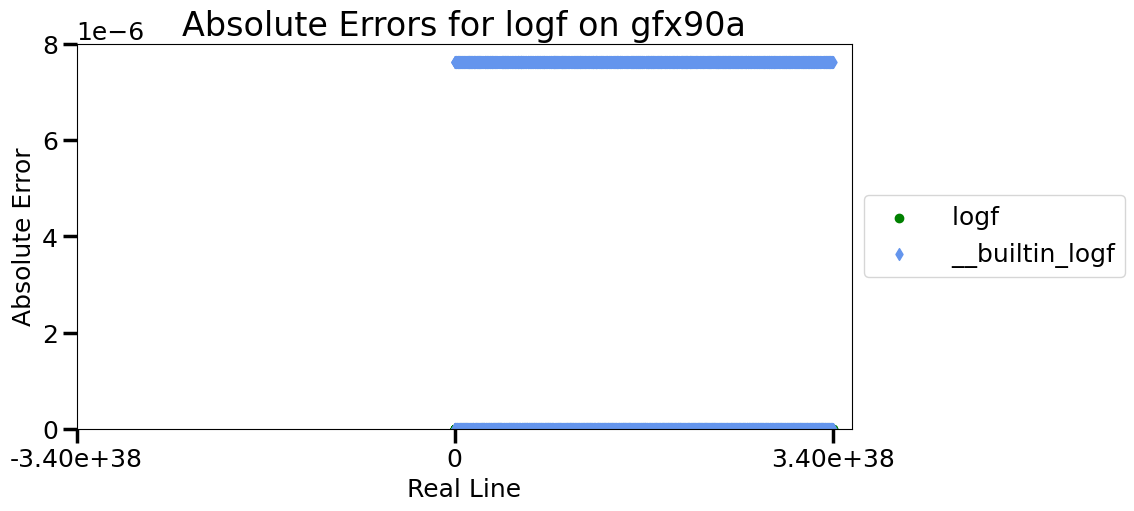 Absolute Errors for logf on gfx90a
1e−6
8
6
4
2
0
Absolute Error
-3.40e+38
0
3.40e+38
Real Line
logf
__builtin_logf